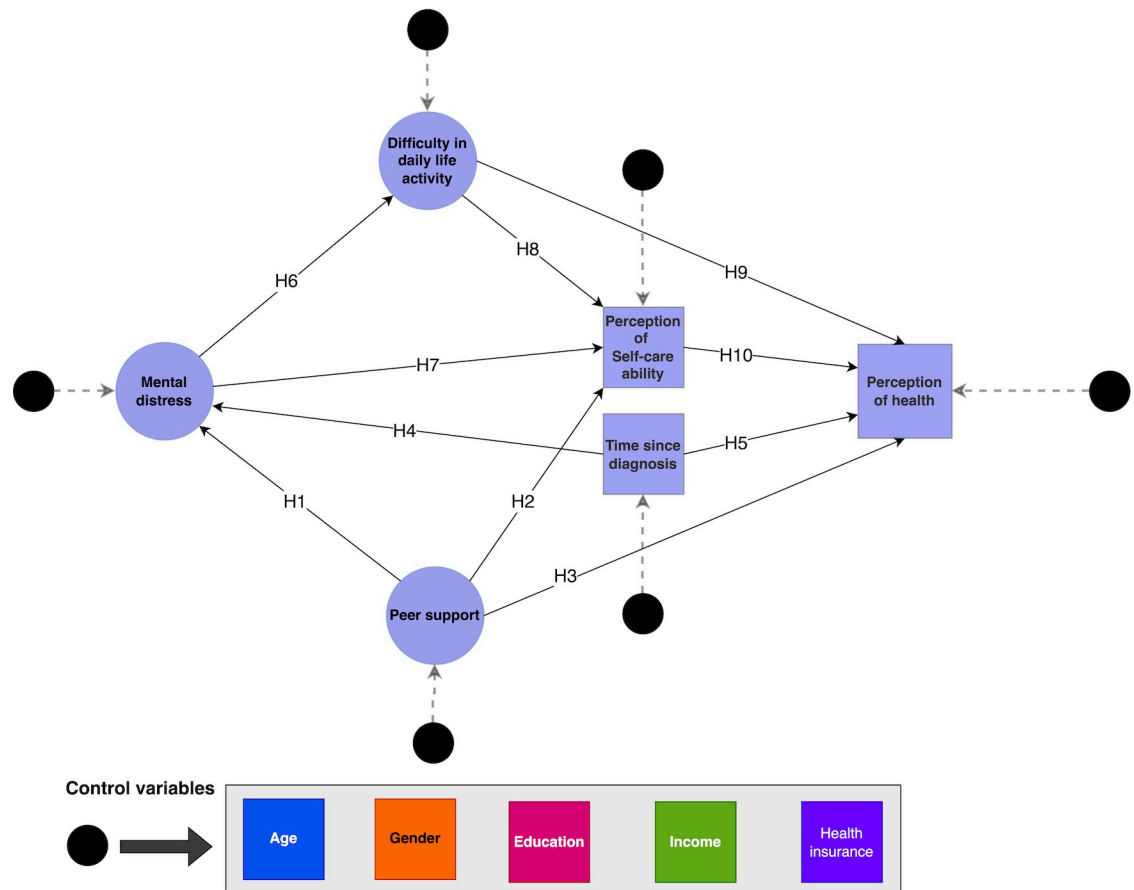 Difficulty in
daily life
activity
H8
H9
H6
Perception
of
Self-care
ability
H10
H7
Mental
distress
Perception
of health
H4
Time since
diagnosis
H5
H1
H2
H3
Peer support
Control variables
Age
Gender
Education
Income
Health
insurance